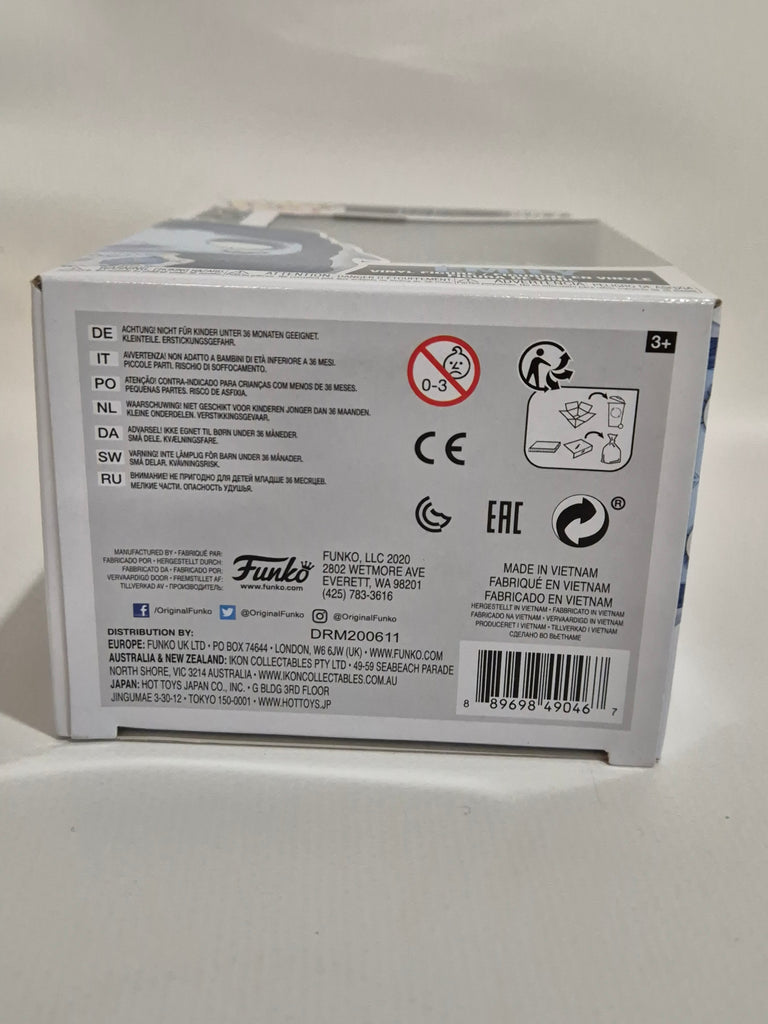 ATTENTION:
3+
DE ACHTUNG! NICHT FÜR KINDER UNTER 36 MONATEN GEEIGNET.
KLEINTEILE. ERSTICKUNGSGEFAHR.
IT AVVERTENZA! NON ADATTO A BAMBINI DI ETÀ INFERIORE A 36 MESI.
PICCOLE PARTI. RISCHIO DI SOFFOCAMENTO.
PO ATENÇÃO! CONTRA-INDICADO PARA CRIANÇAS COM MENOS DE 36 MESES.
PEQUENAS PARTES. RISCO DE ASFIXIA.
NL WAARSCHUWING! NIET GESCHIKT VOOR KINDEREN JONGER DAN 36 MAANDEN.
KLEINE ONDERDELEN. VERSTIKKINGSGEVAAR.
DA ADVARSEL! IKKE EGNET TIL BØRN UNDER 36 MÅNEDER.
SMÅ DELE. KVÆLNINGSFARE.
SW VARNING! INTE LÄMPLIG FÖR BARN UNDER 36 MÅNADER.
SMÅ DELAR. KVÄVNINGSRISK.
RU ВНИМАНИЕ! НЕ ПРИГОДНО ДЛЯ ДЕТЕЙ МЛАДШЕ 36 МЕСЯЦЕВ.
МЕЛКИЕ ЧАСТИ. ОПАСНОСТЬ УДУШЬЯ.
0-3
CE
EAC
®
MANUFACTURED BY • FABRIQUÉ PAR:
FABRICADO POR • HERGESTELLT DURCH:
FABBRICATO DA • FABRICADO POR:
VERVAARDIGD DOOR • FREMSTILLET AF:
TILLVERKAD AV • ПРОИЗВОДИТЕЛЬ:
Funko
www.funko.com
FUNKO, LLC 2020
2802 WETMORE AVE
EVERETT, WA 98201
(425) 783-3616
/OriginalFunko @OriginalFunko @OriginalFunko
DRM200611
DISTRIBUTION BY:
EUROPE: FUNKO UK LTD • PO BOX 74644 • LONDON, W6 6JW (UK) • WWW.FUNKO.COM
AUSTRALIA & NEW ZEALAND: IKON COLLECTABLES PTY LTD • 49-59 SEABEACH PARADE
NORTH SHORE, VIC 3214 AUSTRALIA • WWW.IKONCOLLECTABLES.COM.AU
JAPAN: HOT TOYS JAPAN CO., INC. • G BLDG 3RD FLOOR
JINGUMAE 3-30-12 • TOKYO 150-0001 • WWW.HOTTOYS.JP
MADE IN VIETNAM
FABRIQUÉ EN VIETNAM
FABRICADO EN VIETNAM
HERGESTELLT IN VIETNAM • FABBRICATO IN VIETNAM
FABRICADO NA VIETNAM • VERVAARDIGD IN VIETNAM
PRODUCERET I VIETNAM • TILLVERKAD I VIETNAM
СДЕЛАНО ВО ВЬЕТНАМЕ
8 89698 49046 7